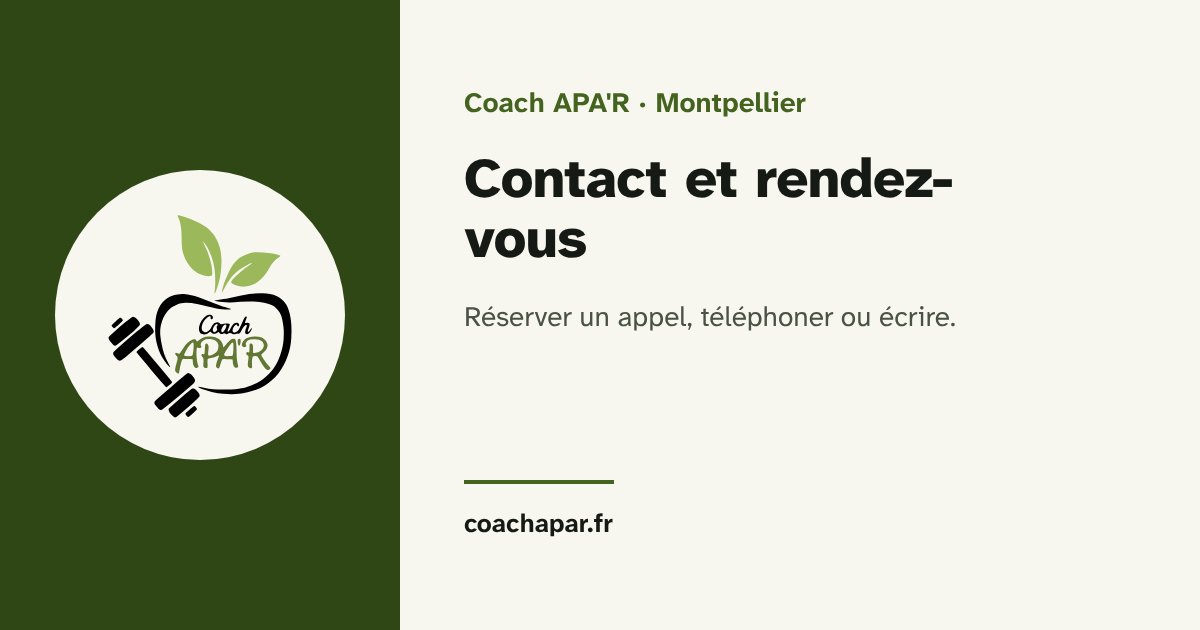 Coach
APA'R
Coach APA'R · Montpellier
Contact et rendez-
vous
Réserver un appel, téléphoner ou écrire.
coachapar.fr